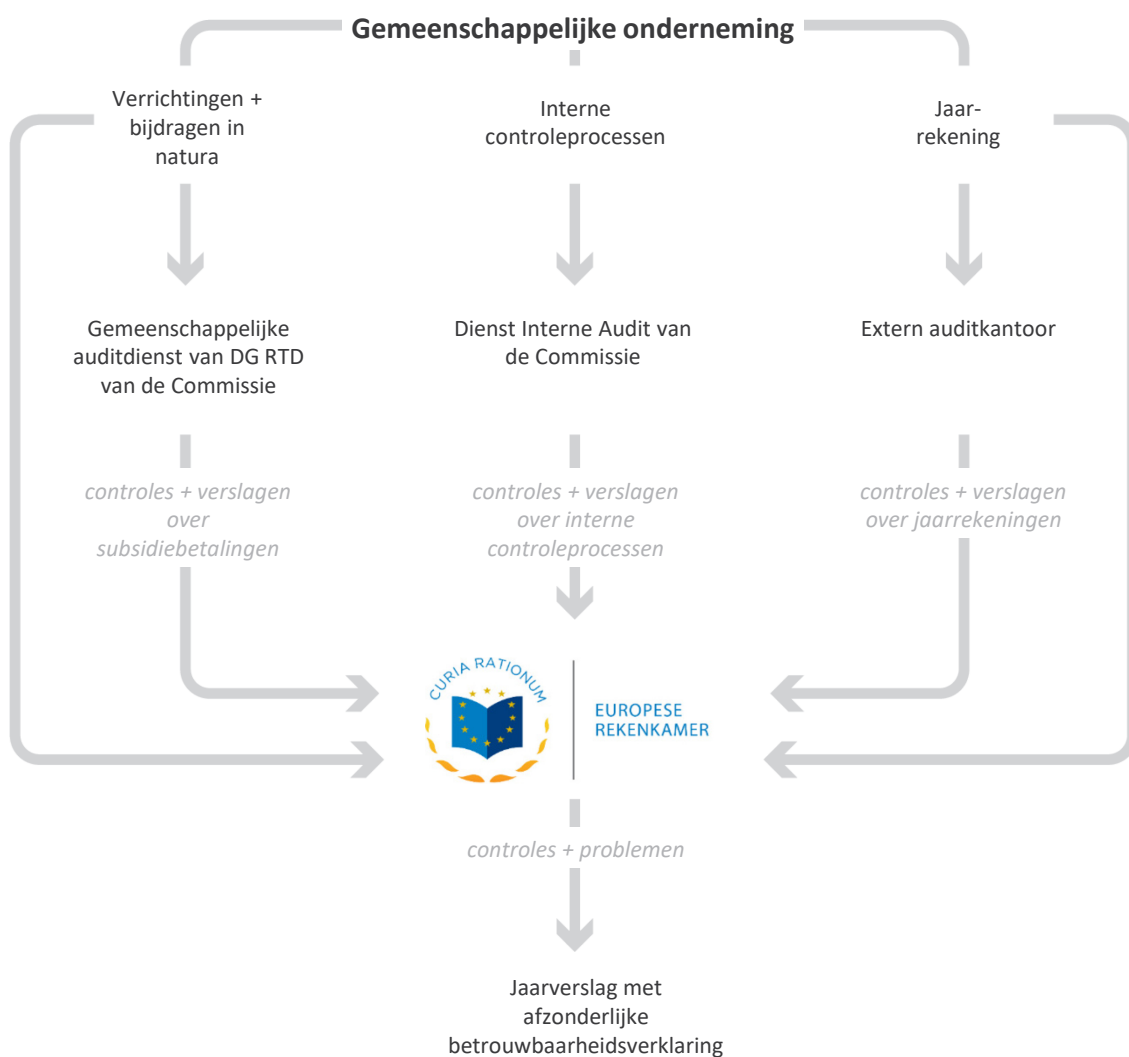 Gemeenschappelijke onderneming
Verrichtingen +
bijdragen in
natura
Interne
controleprocessen
Jaar-
rekening
Gemeenschappelijke
auditdienst van DG RTD
van de Commissie
Dienst Interne Audit van
de Commissie
Extern auditkantoor
controles + verslagen
over
subsidiebetalingen
controles + verslagen
over interne
controleprocessen
controles + verslagen
over jaarrekeningen
CURIA RATIONUM
EUROPESE
REKENKAMER
controles + problemen
Jaarverslag met
afzonderlijke
betrouwbaarheidsverklaring